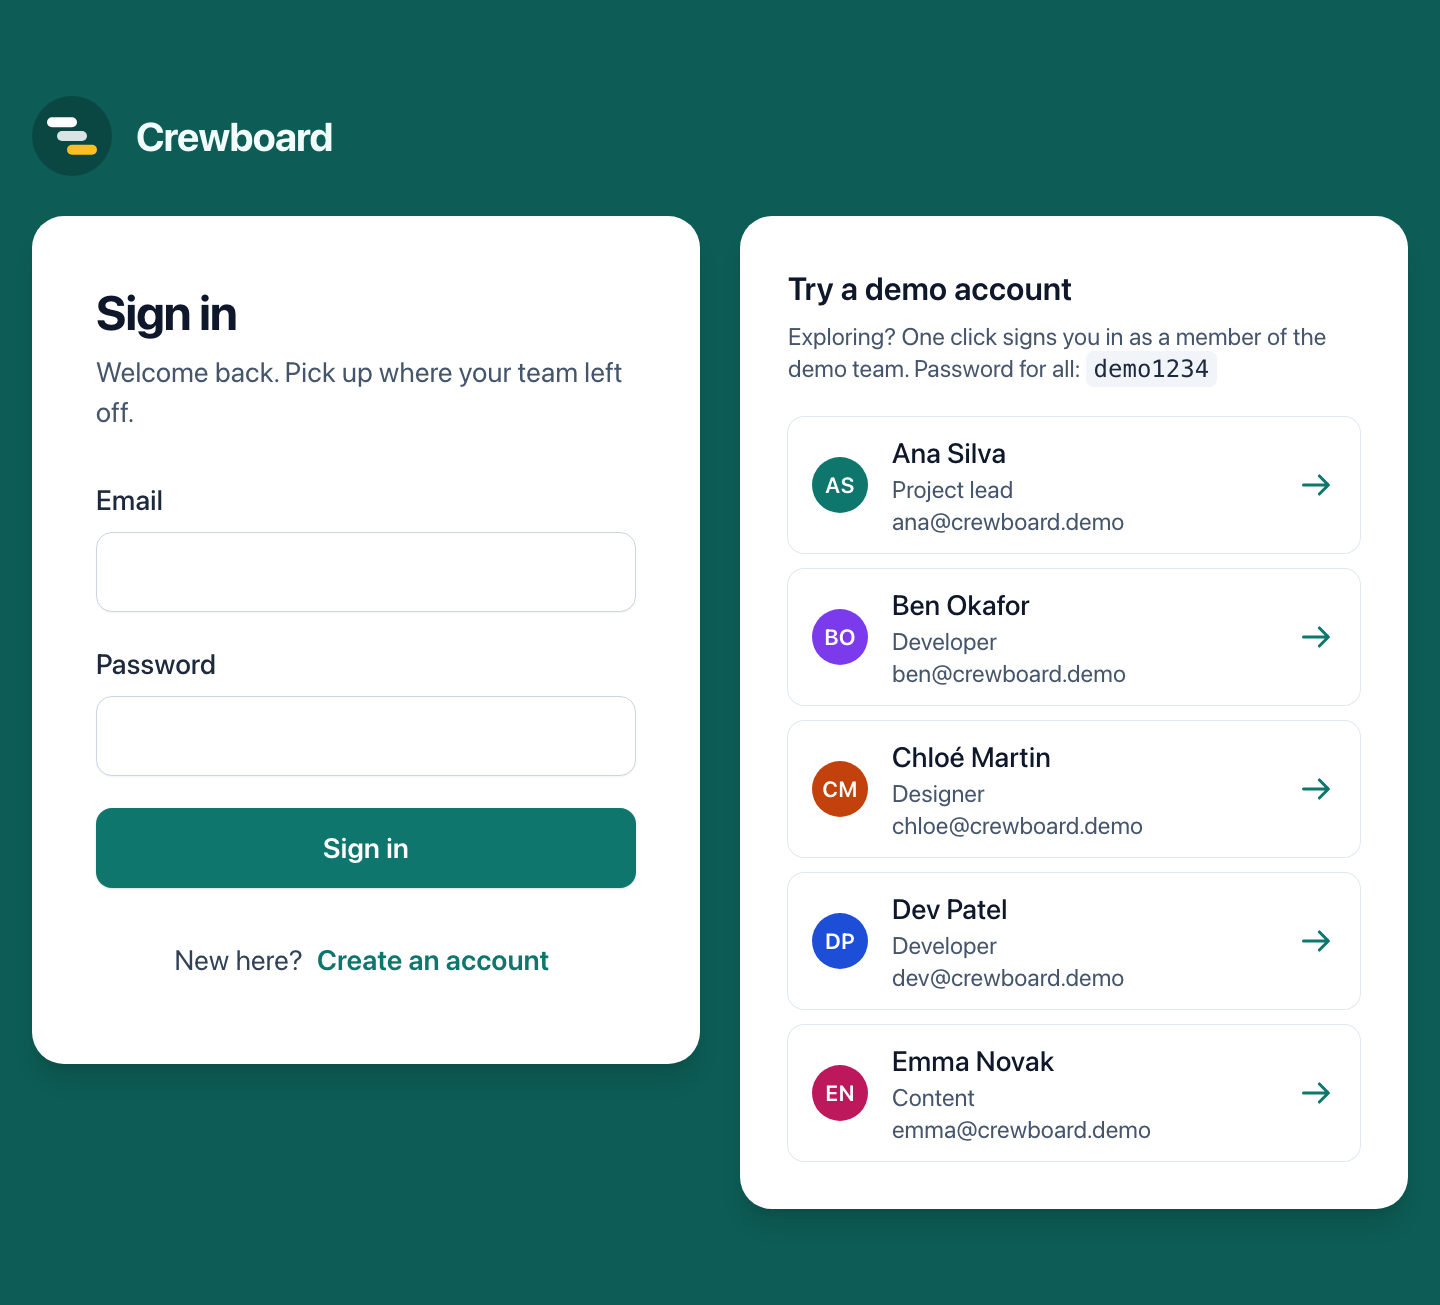 Crewboard
Sign in
Welcome back. Pick up where your team left
off.
Email
Password
Sign in
New here? Create an account
Try a demo account
Exploring? One click signs you in as a member of the
demo team. Password for all: demo1234
AS
Ana Silva
Project lead
ana@crewboard.demo
BO
Ben Okafor
Developer
ben@crewboard.demo
CM
Chloé Martin
Designer
chloe@crewboard.demo
DP
Dev Patel
Developer
dev@crewboard.demo
EN
Emma Novak
Content
emma@crewboard.demo